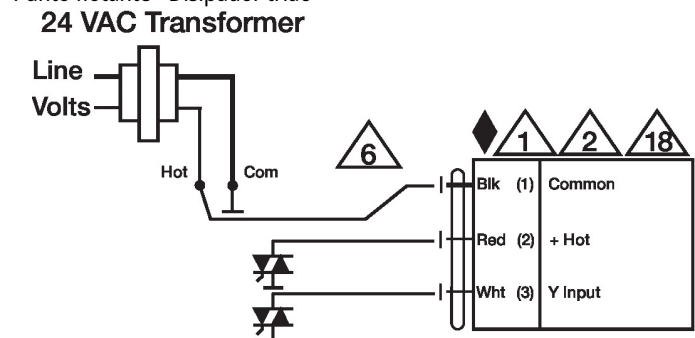 24 VAC Transformer
Line
Volts
Hot
Com
6
1
2
18
Blk (1) Common
Red (2) + Hot
Wht (3) Y Input